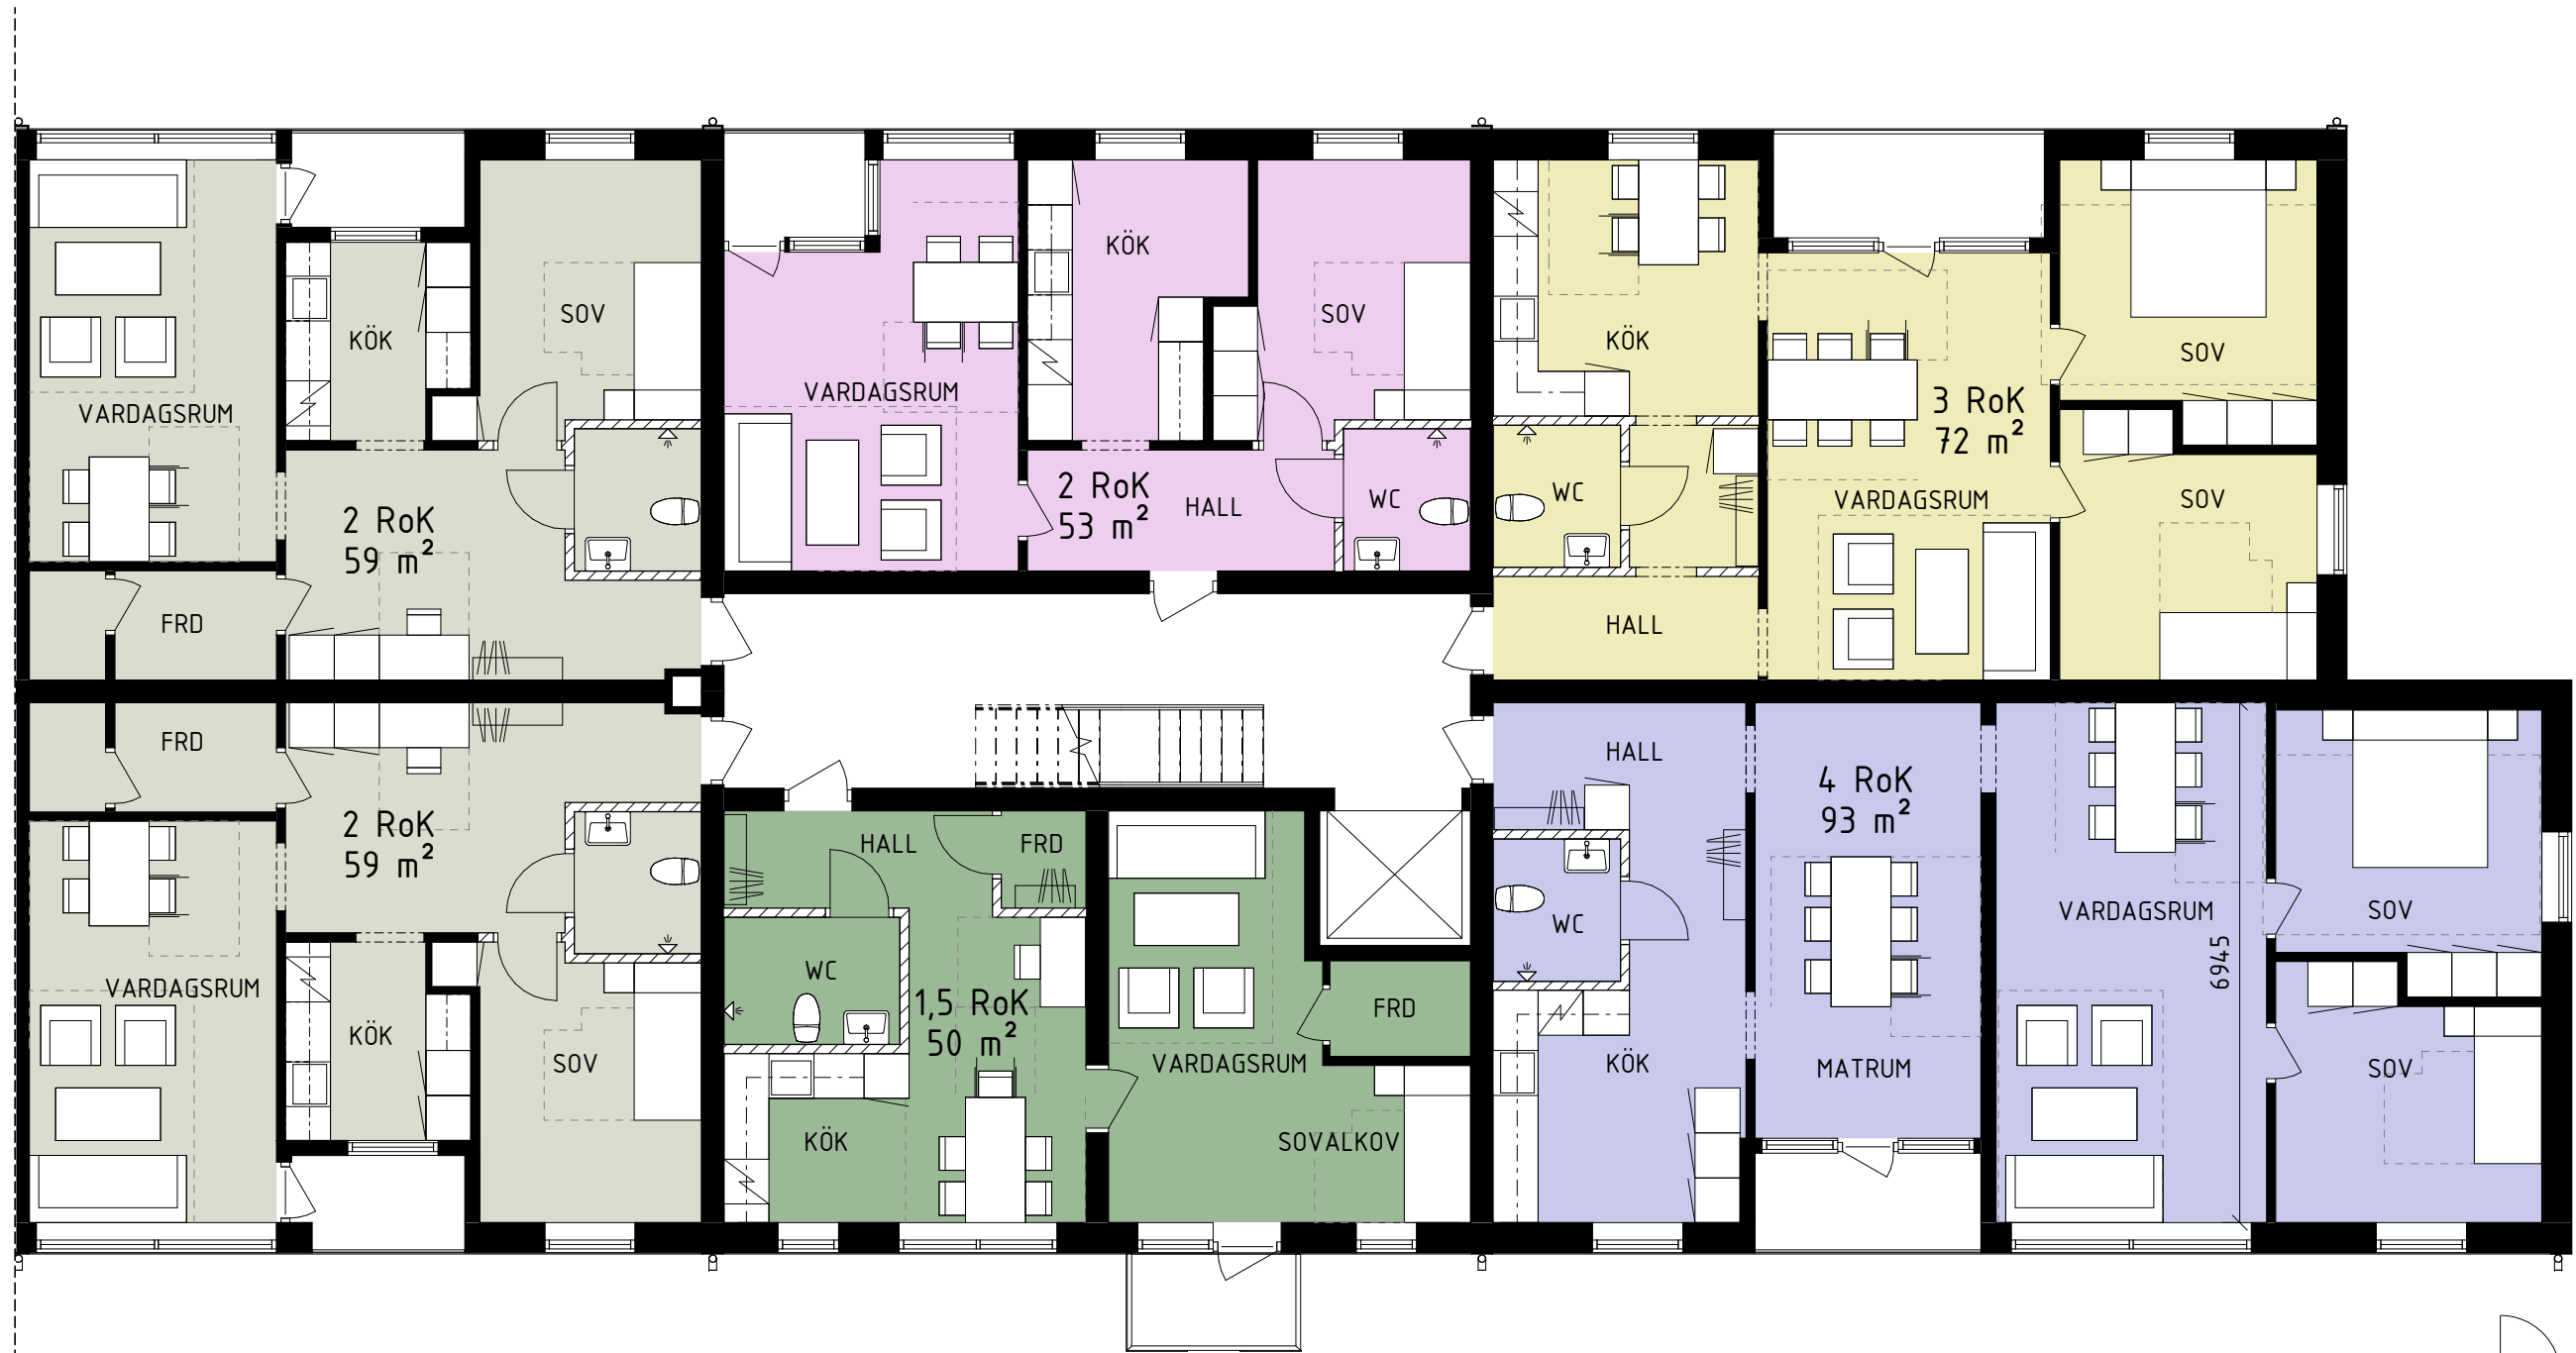 KÖK
SOV
KÖK
SOV
SOV
KÖK
VARDAGSRUM
VARDAGSRUM
3 RoK
72 m²
SOV
2 RoK
59 m²
2 RoK
53 m²
HALL
WC
WC
VARDAGSRUM
SOV
FRD
HALL
FRD
HALL
4 RoK
93 m²
2 RoK
59 m²
HALL
FRD
VARDAGSRUM
SOV
WC
WC
6945
VARDAGSRUM
1,5 RoK
50 m²
FRD
KÖK
SOV
VARDAGSRUM
KÖK
MATRUM
SOV
KÖK
SOVALKOV